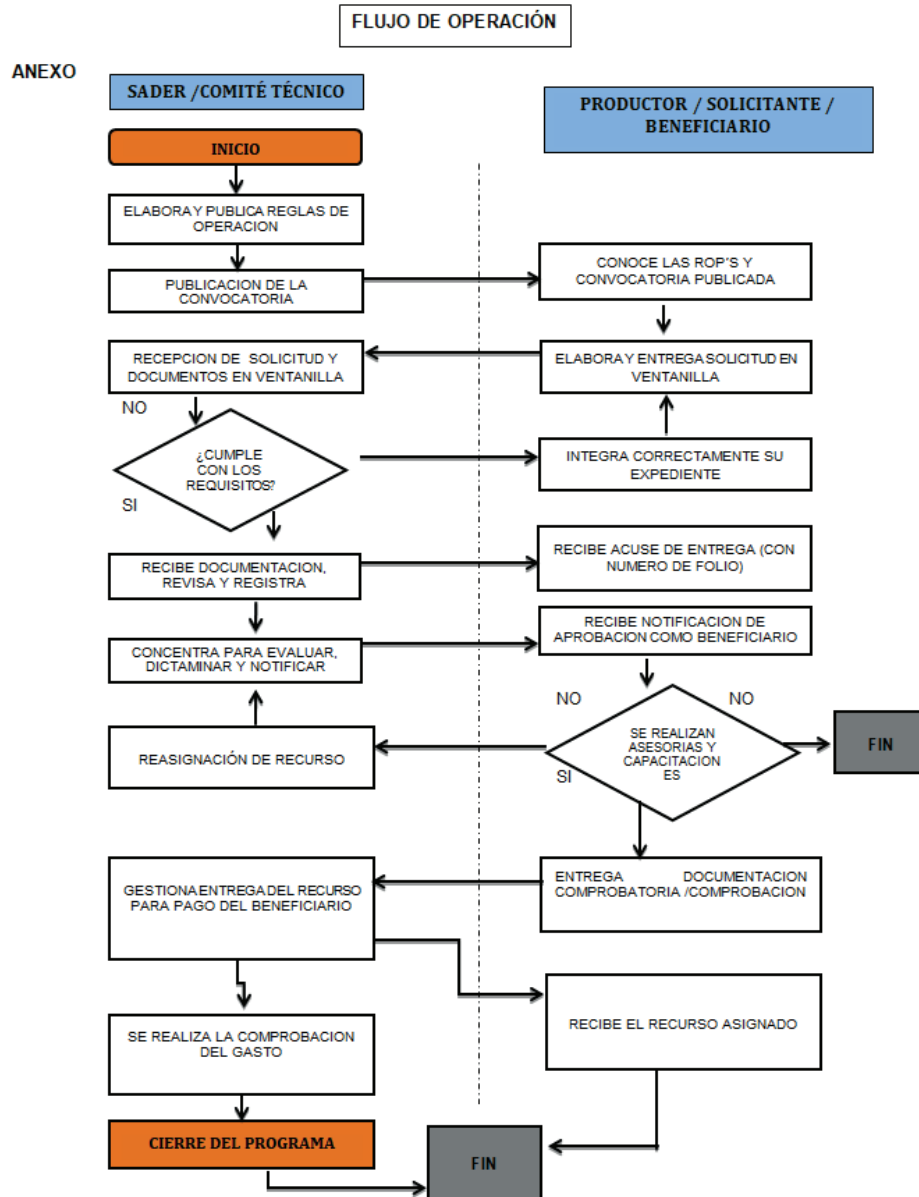 FLUJO DE OPERACIÓN
ANEXO
SADER /COMITÉ TÉCNICO
PRODUCTOR / SOLICITANTE /
BENEFICIARIO
INICIO
ELABORA Y PUBLICA REGLAS DE
OPERACION
PUBLICACION DE LA
CONVOCATORIA
CONOCE LAS ROP'S Y
CONVOCATORIA PUBLICADA
RECEPCION DE SOLICITUD Y
DOCUMENTOS EN VENTANILLA
ELABORA Y ENTREGA SOLICITUD EN
VENTANILLA
NO
¿CUMPLE
CON LOS
REQUISITOS?
SI
INTEGRA CORRECTAMENTE SU
EXPEDIENTE
RECIBE DOCUMENTACION,
REVISA Y REGISTRA
RECIBE ACUSE DE ENTREGA (CON
NUMERO DE FOLIO)
CONCENTRA PARA EVALUAR,
DICTAMINAR Y NOTIFICAR
RECIBE NOTIFICACION DE
APROBACION COMO BENEFICIARIO
NO
NO
SE REALIZAN
ASESORIAS Y
CAPACITACION
ES
SI
FIN
REASIGNACIÓN DE RECURSO
GESTIONA ENTREGA DEL RECURSO
PARA PAGO DEL BENEFICIARIO
ENTREGA DOCUMENTACION
COMPROBATORIA /COMPROBACION
SE REALIZA LA COMPROBACION
DEL GASTO
RECIBE EL RECURSO ASIGNADO
CIERRE DEL PROGRAMA
FIN